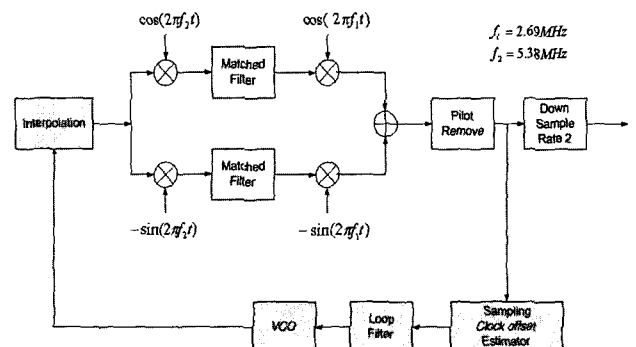 cos(2πf₂t)
cos( 2πf₁t)
f₁ = 2.69MHz
f₂ = 5.38MHz
Matched
Filter
Interpolation
Pilot
Remove
Down
Sample
Rate 2
Matched
Filter
−sin(2πf₂t)
−sin(2πf₁t)
VCO
Loop
Filter
Sampling
Clock offset
Estimator